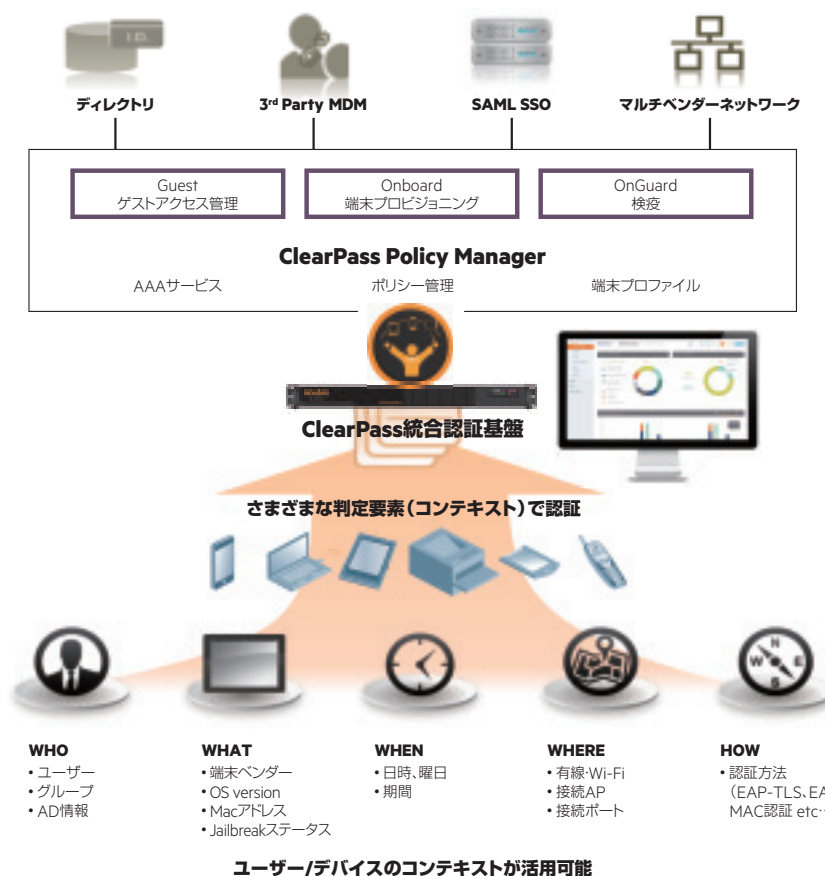 I.D.
ディレクトリ
3rd Party MDM
SAML SSO
マルチベンダーネットワーク
Guest
ゲストアクセス管理
Onboard
端末プロビジョニング
OnGuard
検疫
ClearPass Policy Manager
AAAサービス
ポリシー管理
端末プロファイル
ClearPass統合認証基盤
さまざまな判定要素（コンテキスト）で認証
N
W
E
S
WHO
• ユーザー
• グループ
• AD情報
WHAT
• 端末ベンダー
• OS version
• Macアドレス
• Jailbreakステータス
WHEN
• 日時、曜日
• 期間
WHERE
• 有線・Wi-Fi
• 接続AP
• 接続ポート
HOW
• 認証方法
（EAP-TLS、EA
MAC認証 etc…
ユーザー/デバイスのコンテキストが活用可能